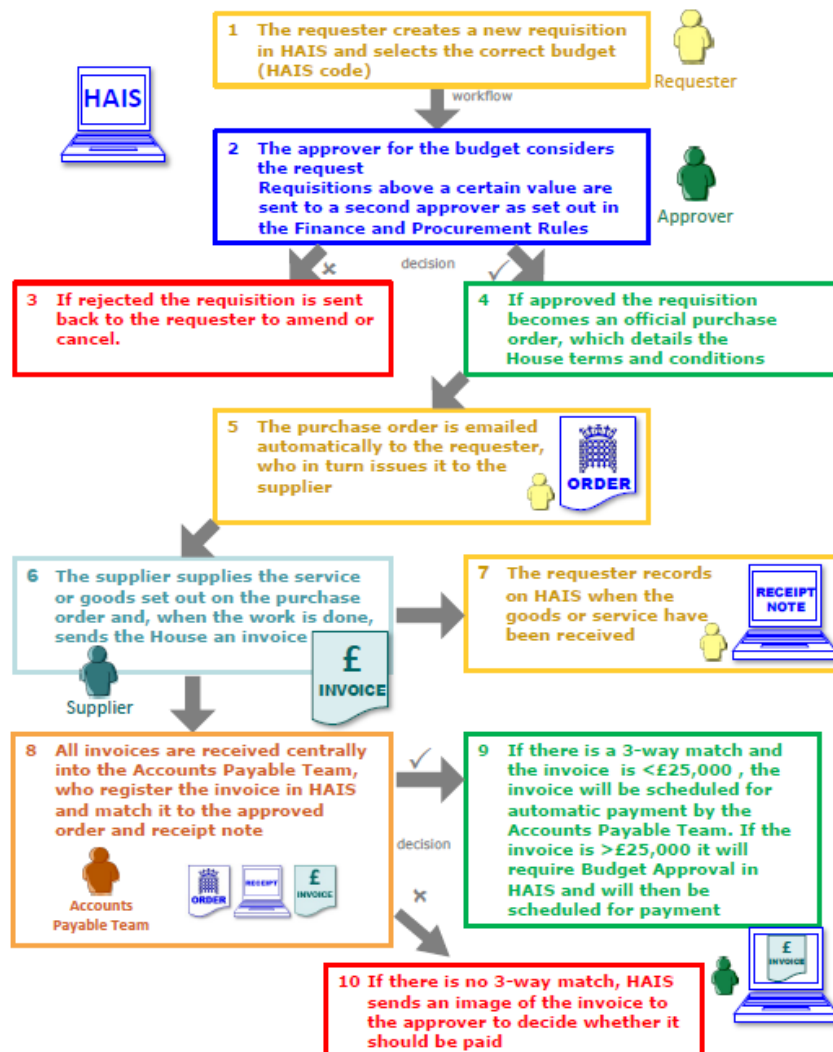 1 The requester creates a new requisition
in HAIS and selects the correct budget
(HAIS code)
Requester
HAIS
workflow
2 The approver for the budget considers
the request
Requisitions above a certain value are
sent to a second approver as set out in
the Finance and Procurement Rules
Approver
decision
3 If rejected the requisition is sent
back to the requester to amend or
cancel.
4 If approved the requisition
becomes an official purchase
order, which details the
House terms and conditions
5 The purchase order is emailed
automatically to the requester,
who in turn issues it to the
supplier
ORDER
6 The supplier supplies the service
or goods set out on the purchase
order and, when the work is done,
sends the House an invoice
£
INVOICE
Supplier
7 The requester records
on HAIS when the
goods or service have
been received
RECEIPT
NOTE
8 All invoices are received centrally
into the Accounts Payable Team,
who register the invoice in HAIS
and match it to the approved
order and receipt note
Accounts
Payable Team
ORDER
RECEIPT
£
INVOICE
decision
9 If there is a 3-way match and
the invoice is <£25,000 , the
invoice will be scheduled for
automatic payment by the
Accounts Payable Team. If the
invoice is >£25,000 it will
require Budget Approval in
HAIS and will then be
scheduled for payment
10 If there is no 3-way match, HAIS
sends an image of the invoice to
the approver to decide whether it
should be paid
£
INVOICE